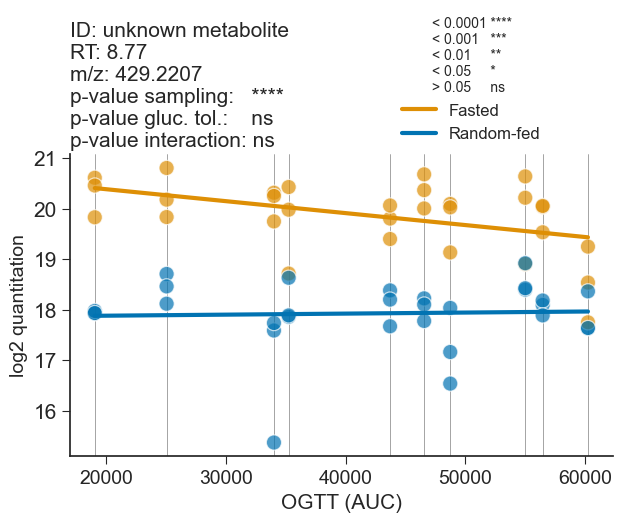 ID: unknown metabolite
RT: 8.77
m/z: 429.2207
p-value sampling: ****
p-value gluc. tol.: ns
p-value interaction: ns
< 0.0001 ****
< 0.001 ***
< 0.01 **
< 0.05 *
> 0.05 ns
Fasted
Random-fed
21
20
19
18
17
16
log2 quantitation
20000 30000 40000 50000 60000
OGTT (AUC)